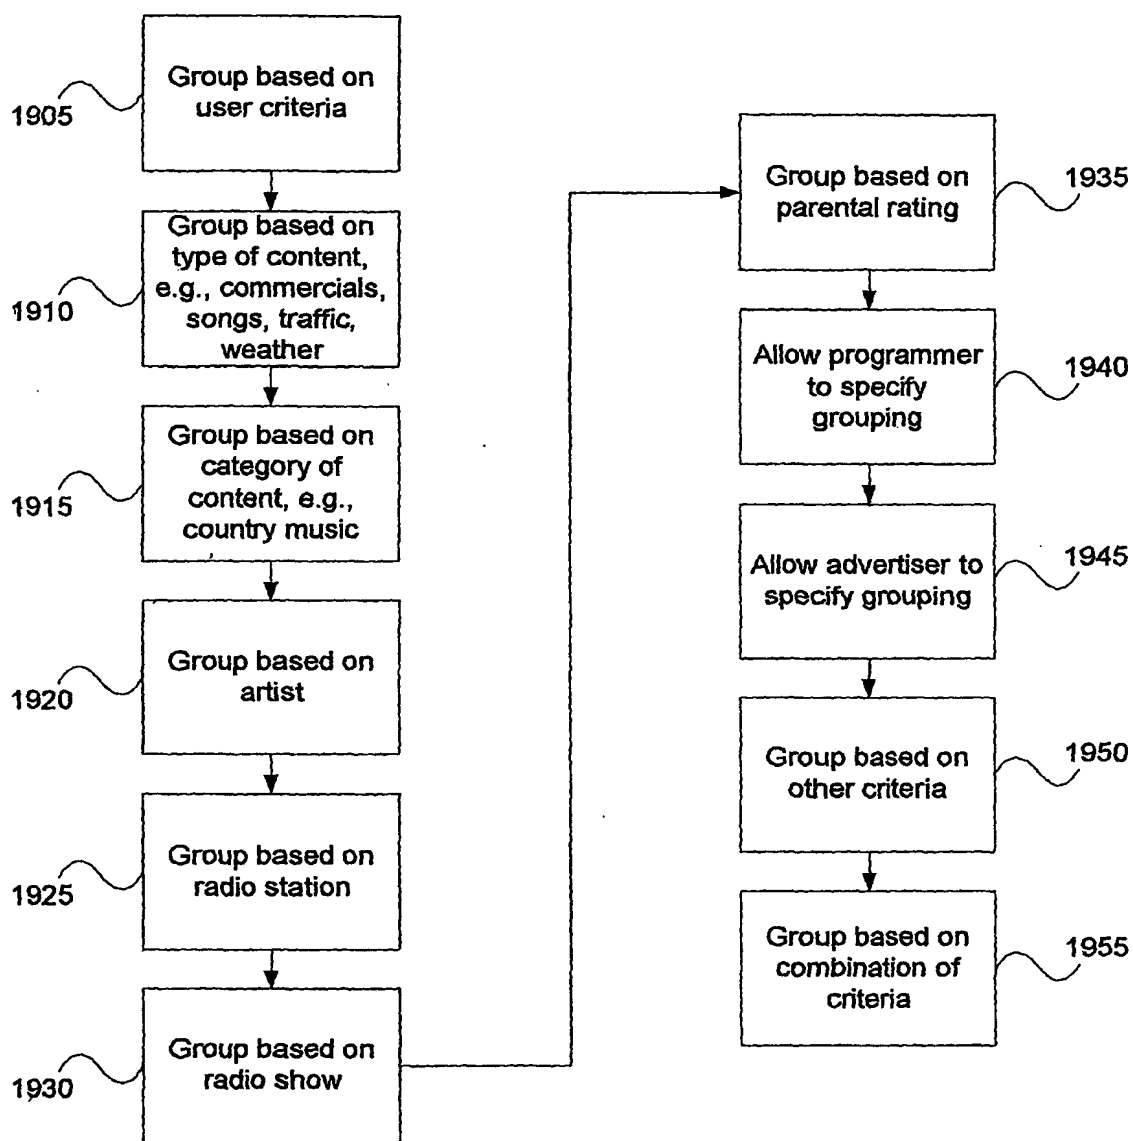 Group based on
user criteria
1905
Group based on
type of content,
e.g., commercials,
songs, traffic,
weather
1910
Group based on
category of
content, e.g.,
country music
1915
Group based on
artist
1920
Group based on
radio station
1925
Group based on
radio show
1930
Group based on
parental rating
1935
Allow programmer
to specify
grouping
1940
Allow advertiser to
specify grouping
1945
Group based on
other criteria
1950
Group based on
combination of
criteria
1955